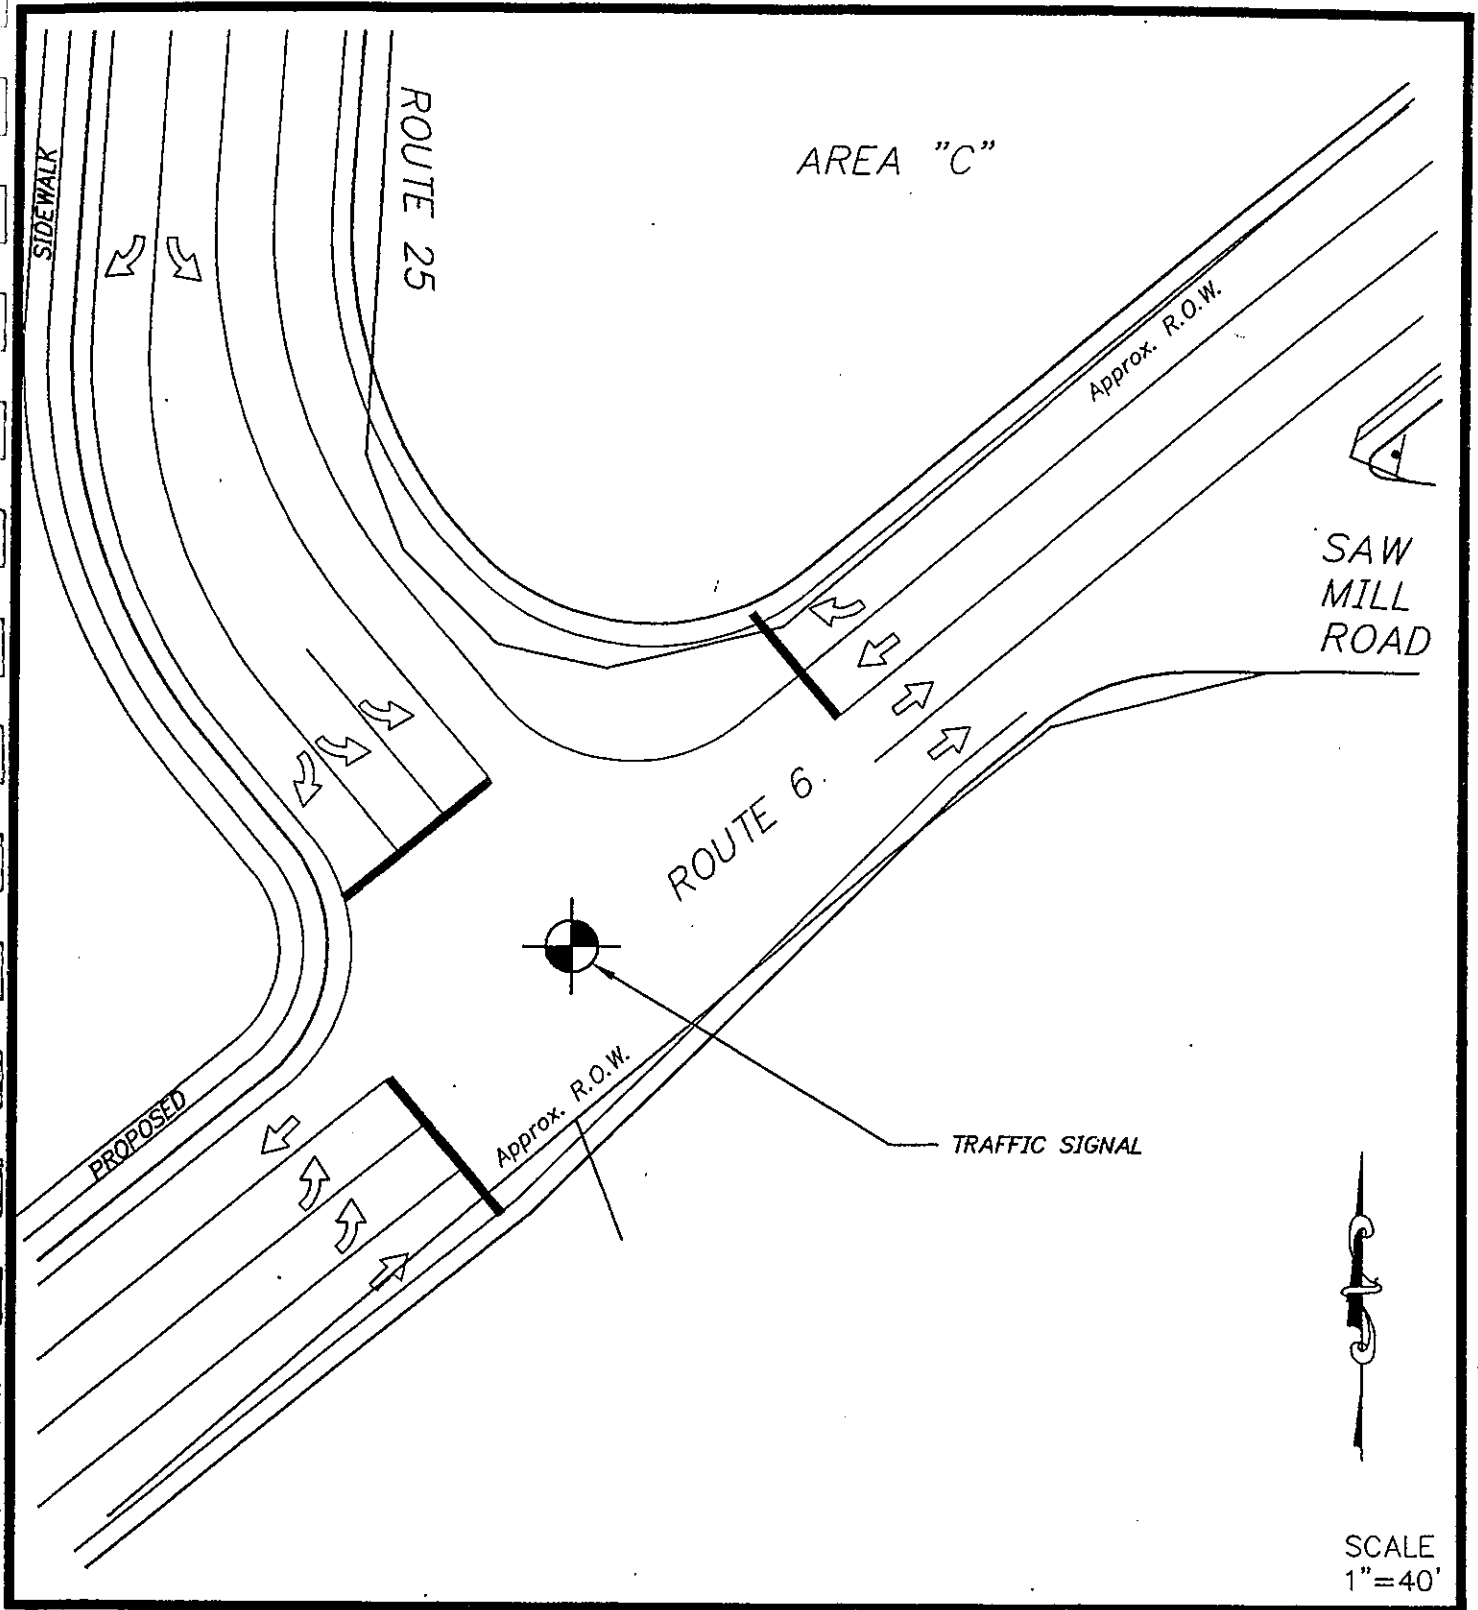 AREA "C"
ROUTE 25
SIDEWALK
Approx. R.O.W.
SAW
MILL
ROAD
ROUTE 6
Approx. R.O.W.
PROPOSED
TRAFFIC SIGNAL
SCALE
1"=40'